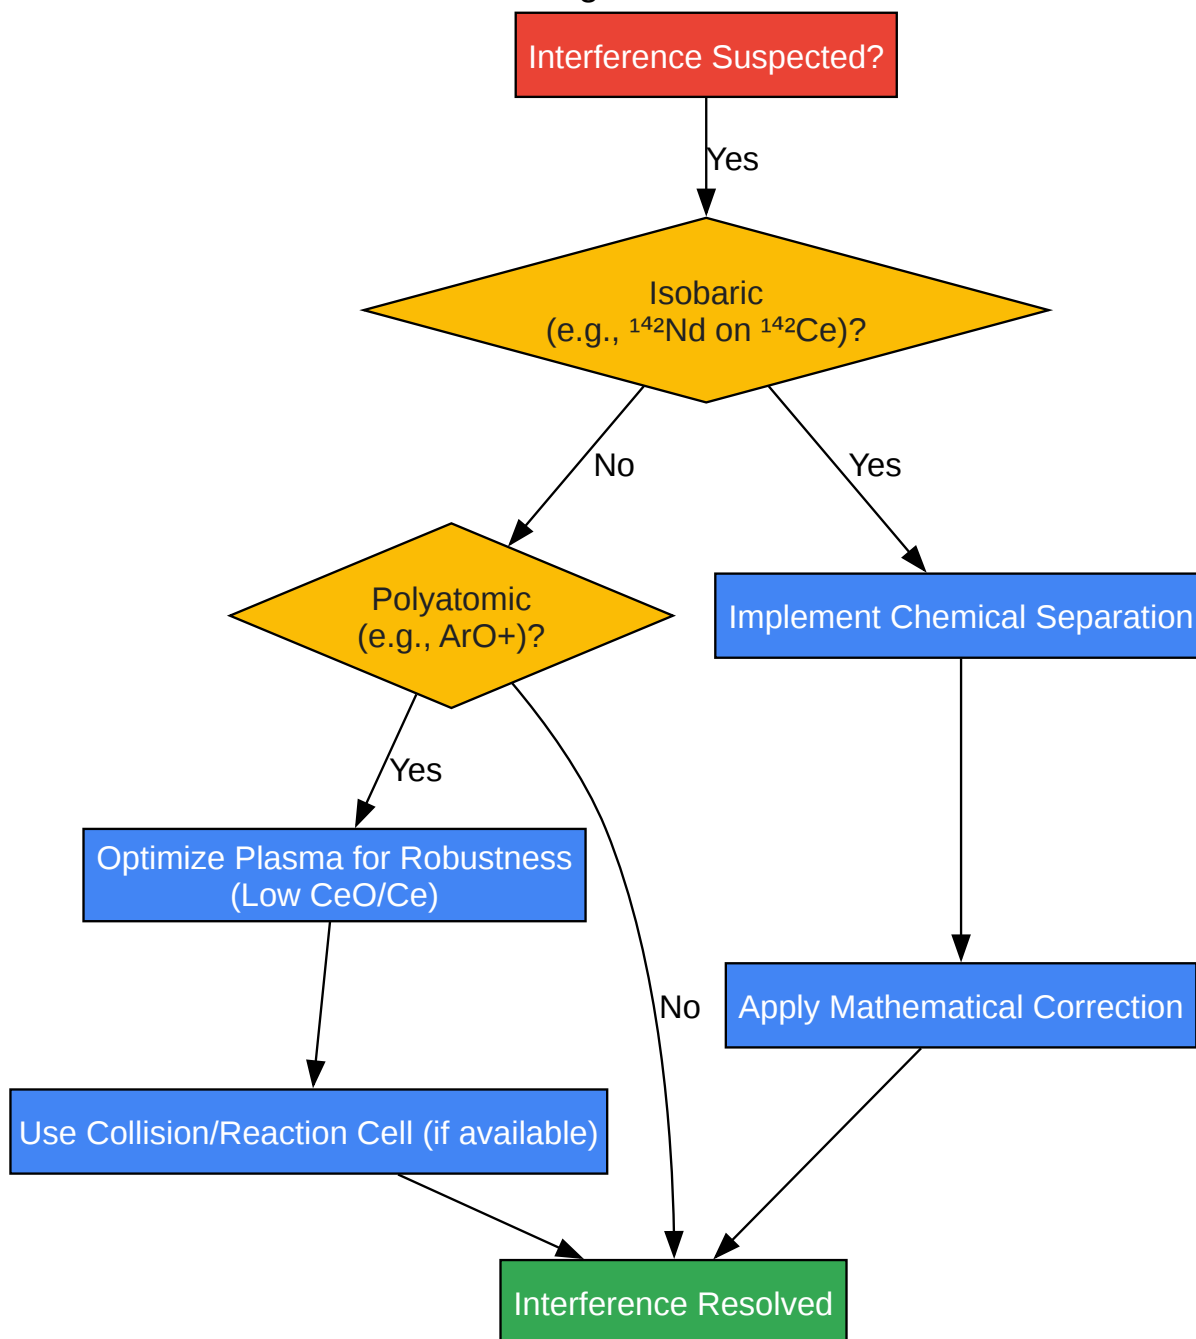 Interference Suspected?
Yes
Isobaric
(e.g., ¹⁴²Nd on ¹⁴²Ce)?
No
Yes
Polyatomic
(e.g., ArO+)?
Implement Chemical Separation
Yes
Optimize Plasma for Robustness
(Low CeO/Ce)
No
Apply Mathematical Correction
Use Collision/Reaction Cell (if available)
Interference Resolved